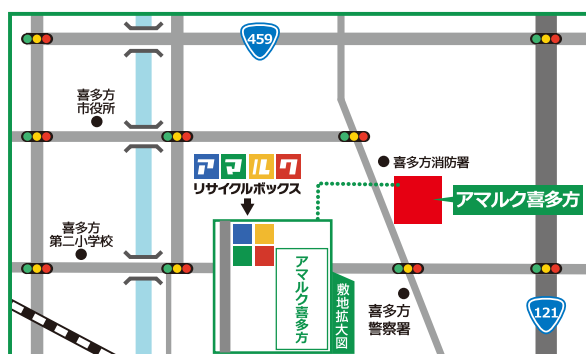 459
喜多方
市役所
喜多方消防署
アマルク
リサイクルボックス
アマルク喜多方
喜多方
第二小学校
アマルク喜多方
敷地拡大図
喜多方
警察署
121